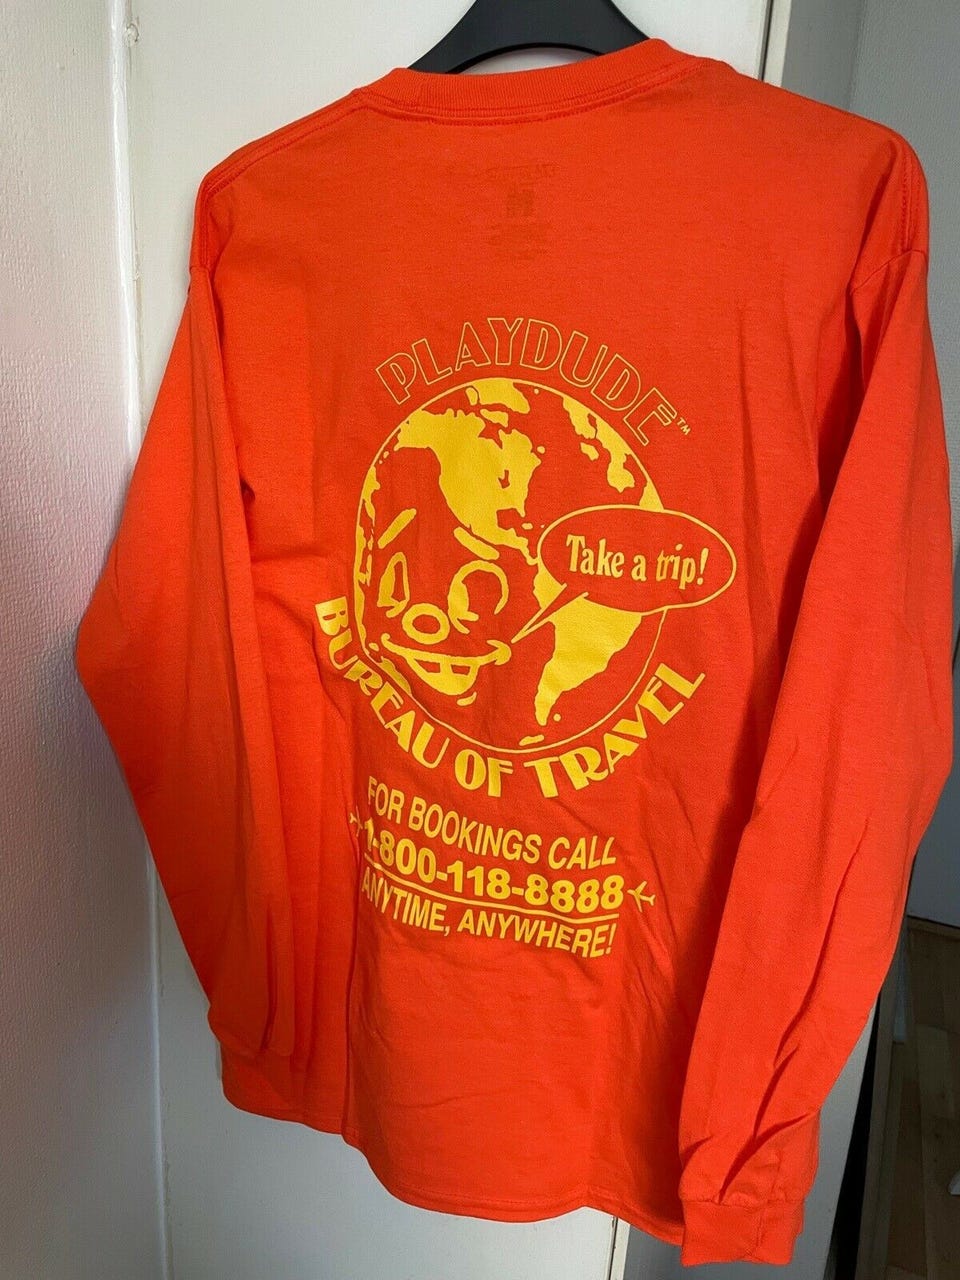 PLAYDUDE™
Take a trip!
BUREAU OF TRAVEL
FOR BOOKINGS CALL
1-800-118-8888
ANYTIME, ANYWHERE!